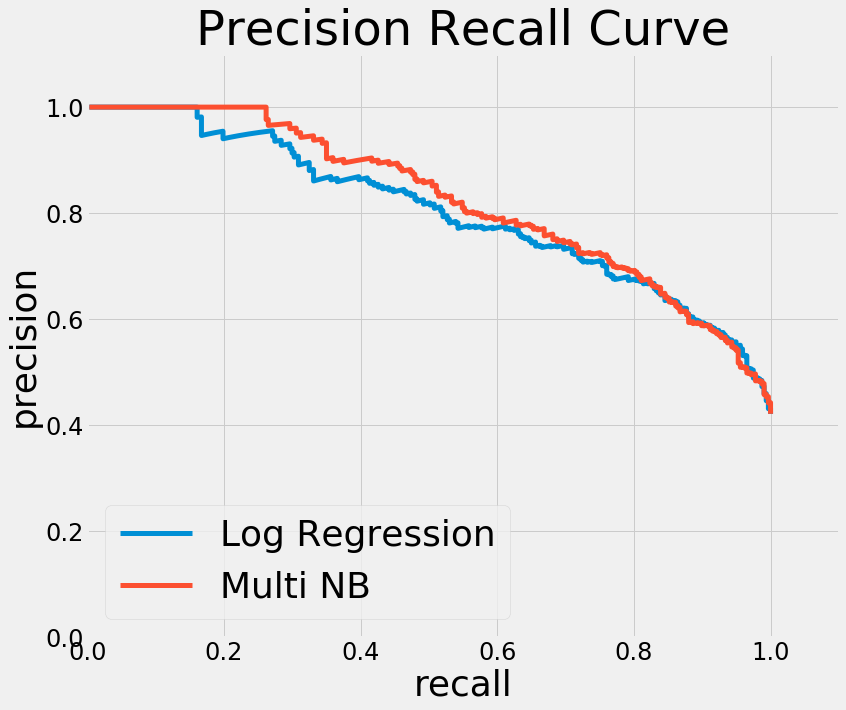 Precision Recall Curve
1.0
0.8
0.6
0.4
0.2
0.0
precision
Log Regression
Multi NB
0.0 0.2 0.4 0.6 0.8 1.0
recall